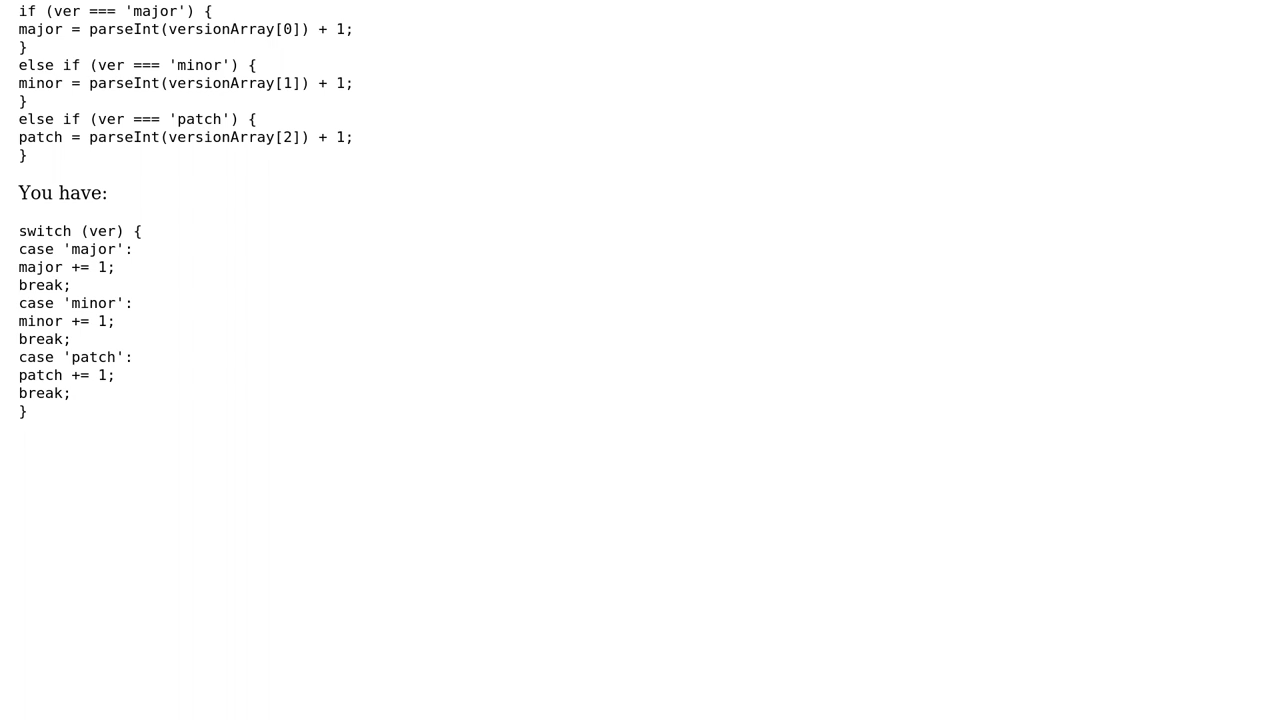 if (ver === 'major') {
major = parseInt(versionArray[0]) + 1;
}
else if (ver === 'minor') {
minor = parseInt(versionArray[1]) + 1;
}
else if (ver === 'patch') {
patch = parseInt(versionArray[2]) + 1;
}
You have:
switch (ver) {
case 'major':
major += 1;
break;
case 'minor':
minor += 1;
break;
case 'patch':
patch += 1;
break;
}